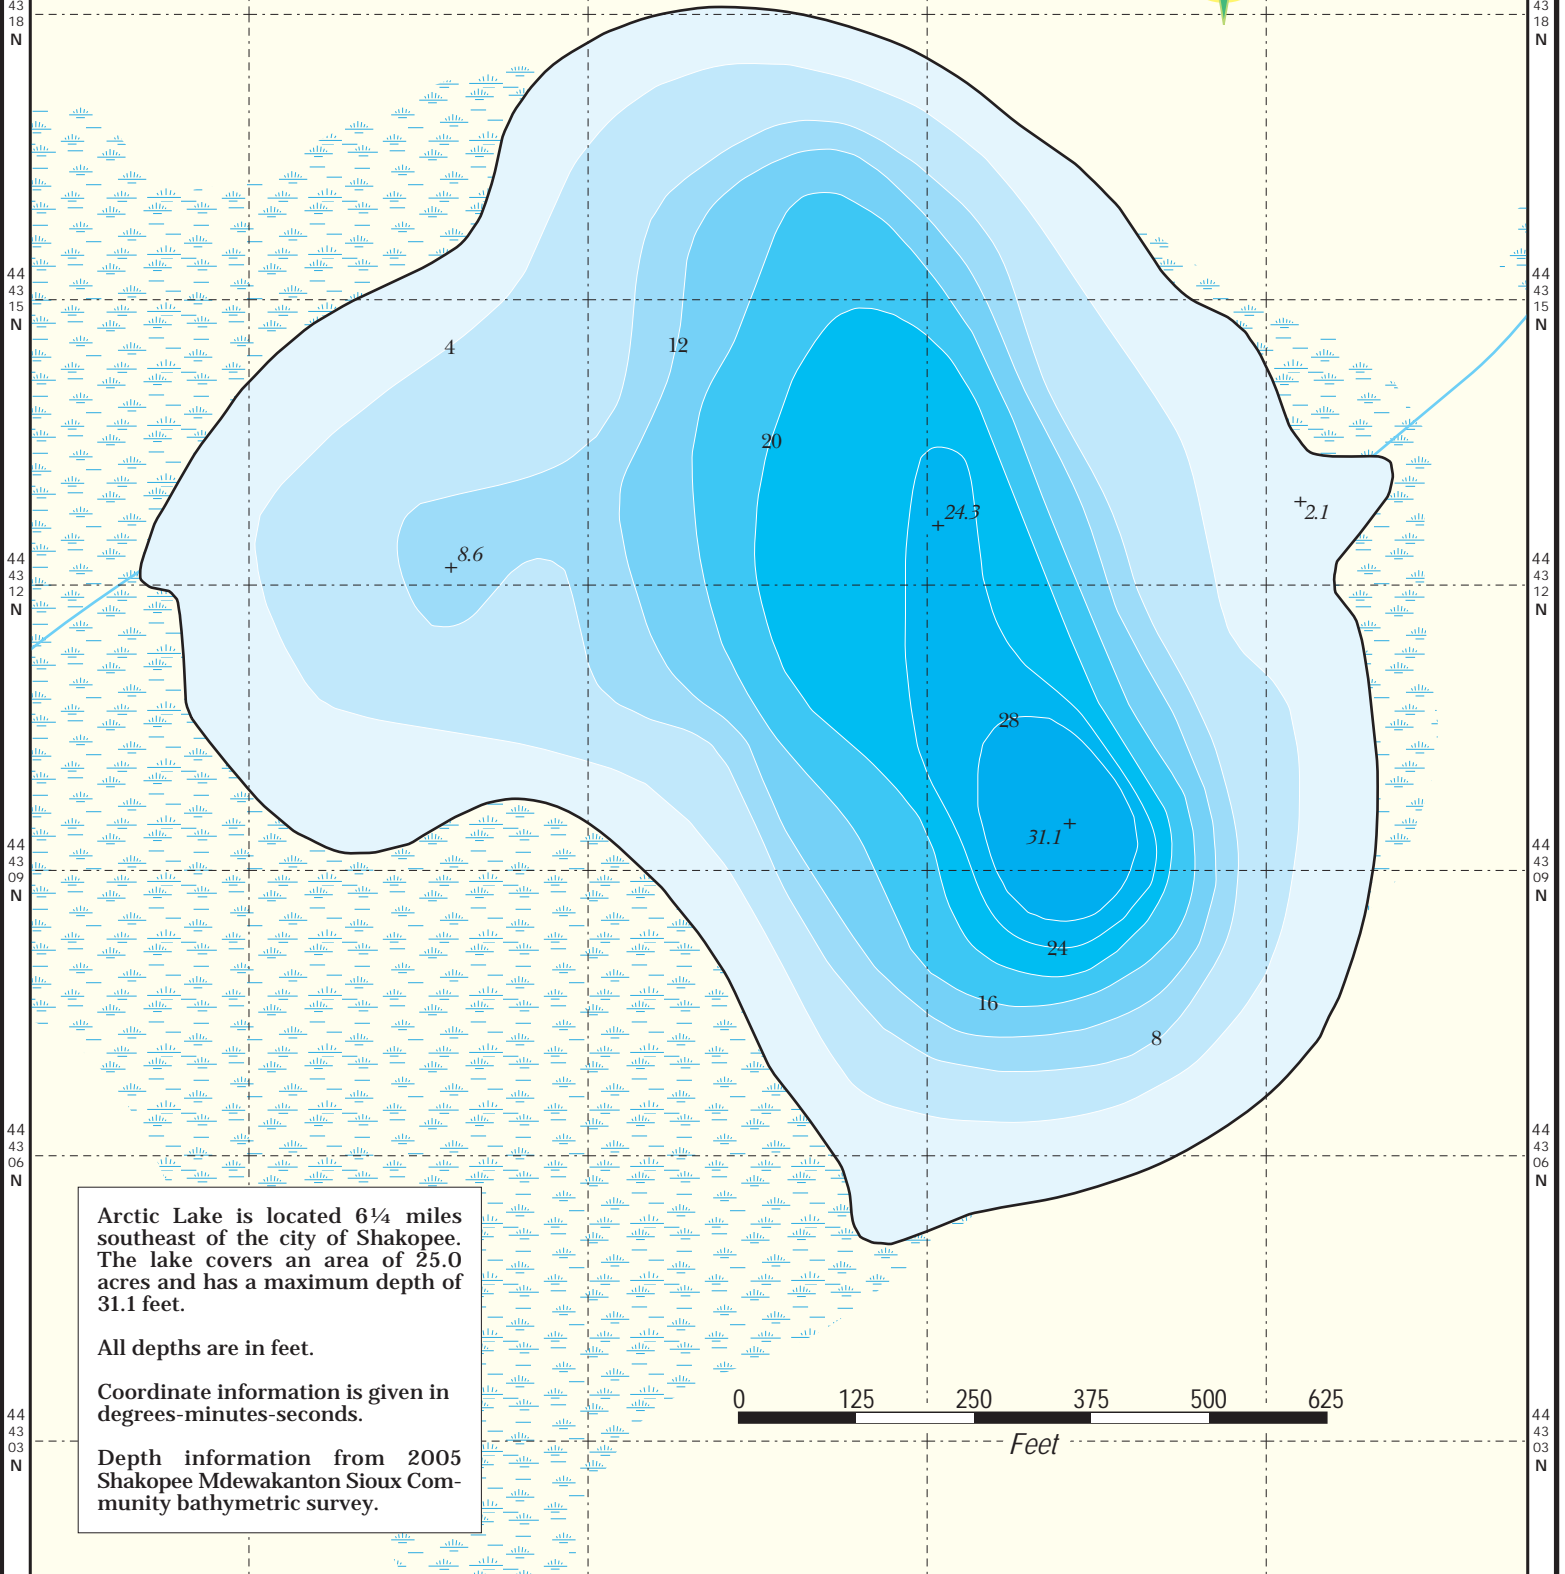 43
18
N
43
18
N
44
43
15
N
44
43
15
N
4
12
20
24.3
2.1
8.6
44
43
12
N
44
43
12
N
28
31.1
44
43
09
N
44
43
09
N
24
16
8
44
43
06
N
44
43
06
N
Arctic Lake is located 6¼ miles
southeast of the city of Shakopee.
The lake covers an area of 25.0
acres and has a maximum depth of
31.1 feet.
All depths are in feet.
Coordinate information is given in
degrees-minutes-seconds.
Depth information from 2005
Shakopee Mdewakanton Sioux Com-
munity bathymetric survey.
0 125 250 375 500 625
Feet
44
43
03
N
44
43
03
N